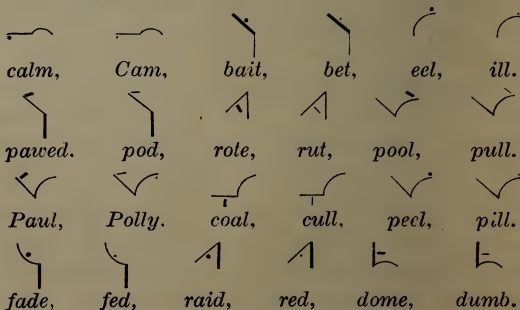 calm, Cam, bait, bet, eel, ill.
pawed. pod, rote, rut, pool, pull.
Paul, Polly. coal, cull, peel, pill.
fade, fed, raid, red, dome, dumb.